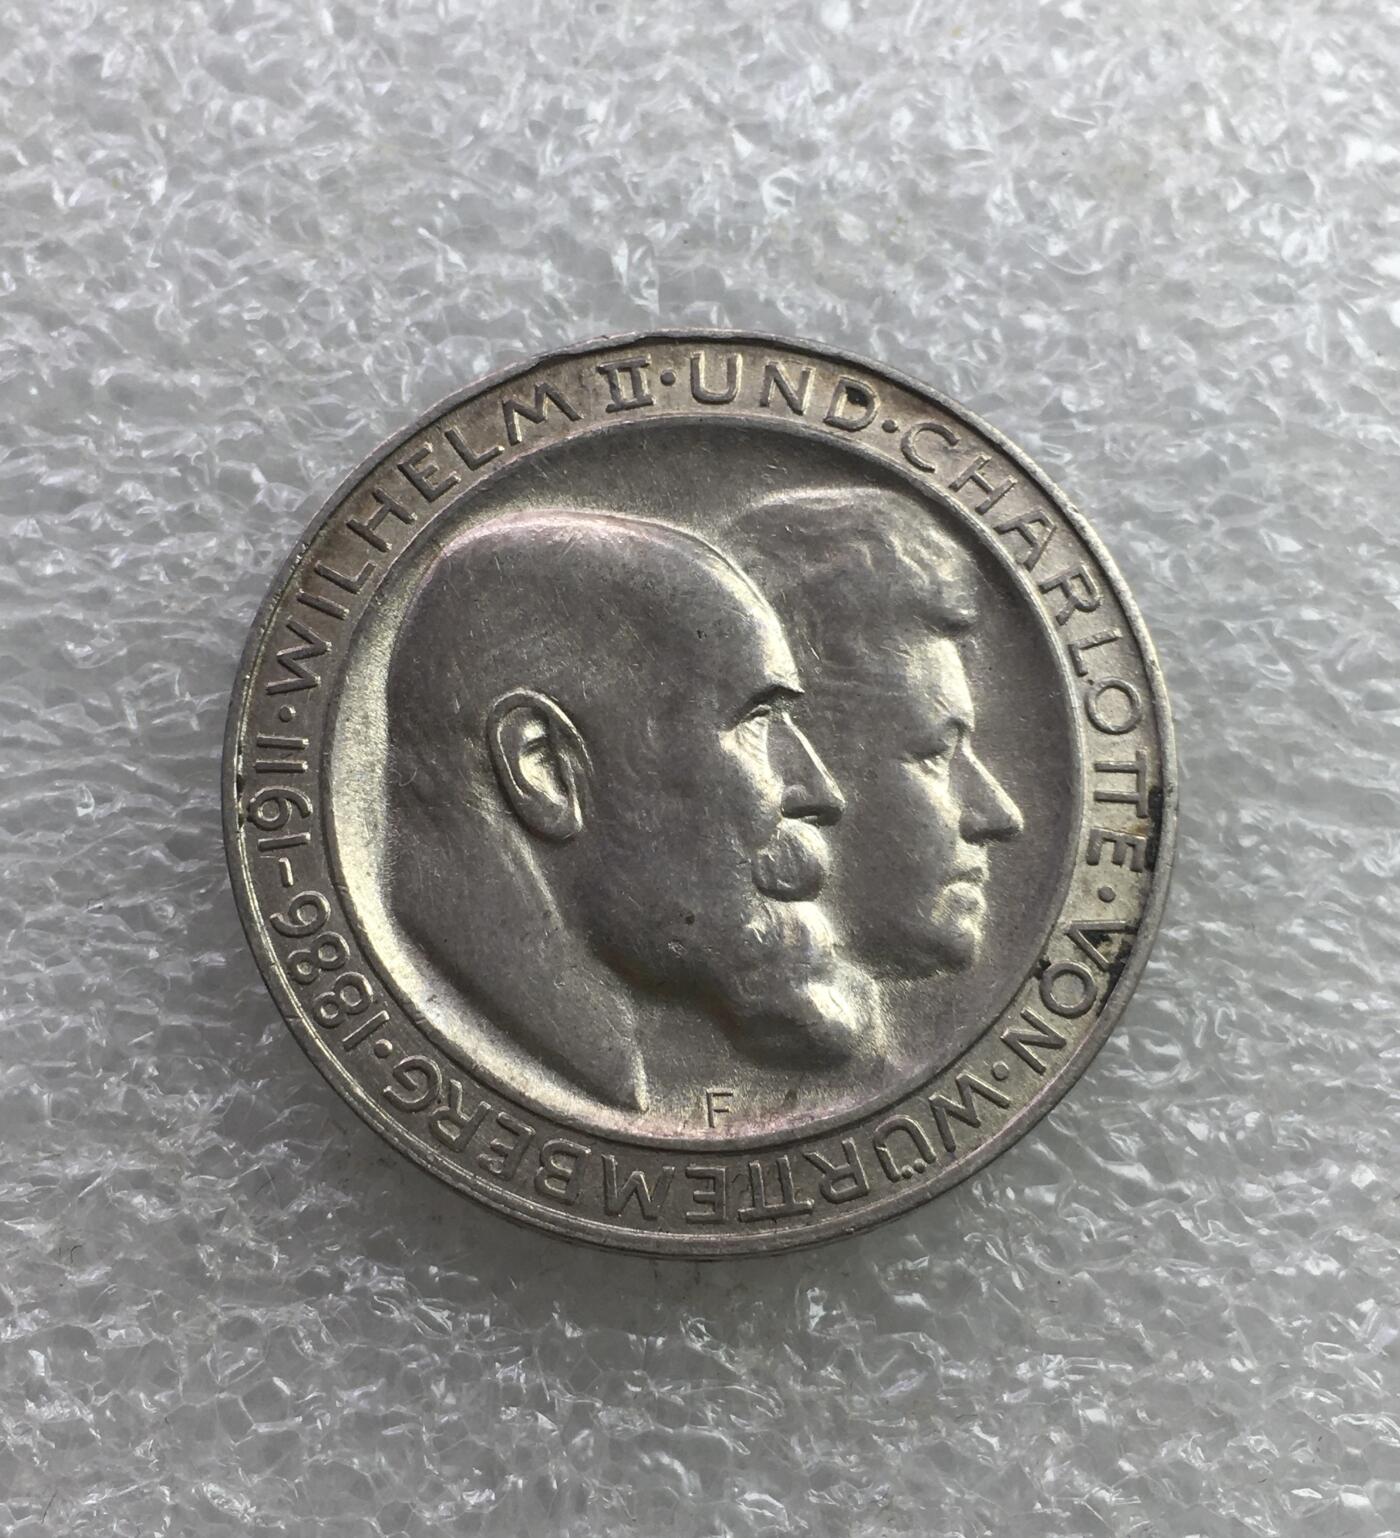 WILHELM II · UND · CHARLOTTE · VON · WÜRTTEMBERG · 1886-1911 ·
F